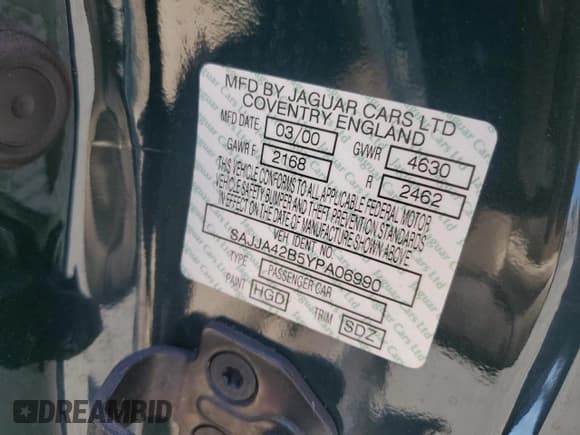 MFD BY JAGUAR CARS LTD
COVENTRY ENGLAND
MFD DATE 03/00 GVWR 4630
GAWR F. 2168 R 2462
THIS VEHICLE CONFORMS TO ALL APPLICABLE FEDERAL MOTOR
VEHICLE SAFETY BUMPER AND THEFT PREVENTION STANDARDS
IN EFFECT ON THE DATE OF MANUFACTURE SHOWN ABOVE
VEH. IDENT. NO.
SAJJA42B5YPA06990
TYPE PASSENGER CAR
PAINT HGD TRIM SDZ
DREAMBID